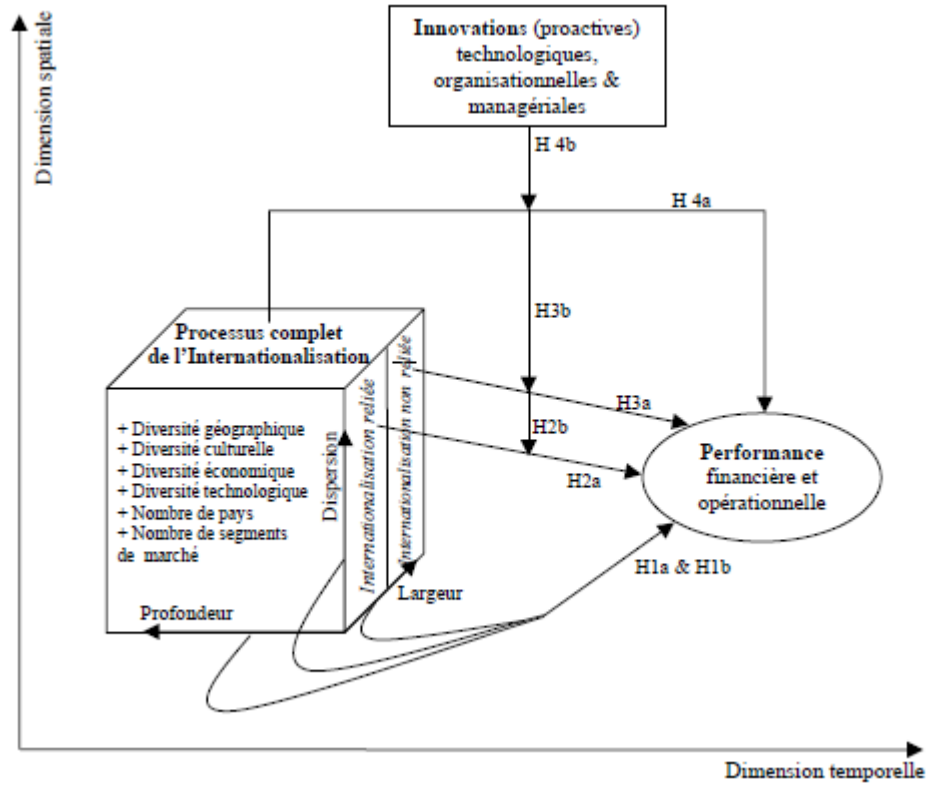 Innovations (proactives)
technologiques,
organisationnelles &
managériales
Dimension spatiale
H 4b
H 4a
Processus complet
de l'Internationalisation
H3b
H3a
H2b
H2a
+ Diversité géographique
+ Diversité culturelle
+ Diversité économique
+ Diversité technologique
+ Nombre de pays
+ Nombre de segments
de marché
Dispersion
Internationalisation reliée
Internationalisation non reliée
Performance
financière et
opérationnelle
H1a & H1b
Largeur
Profondeur
Dimension temporelle